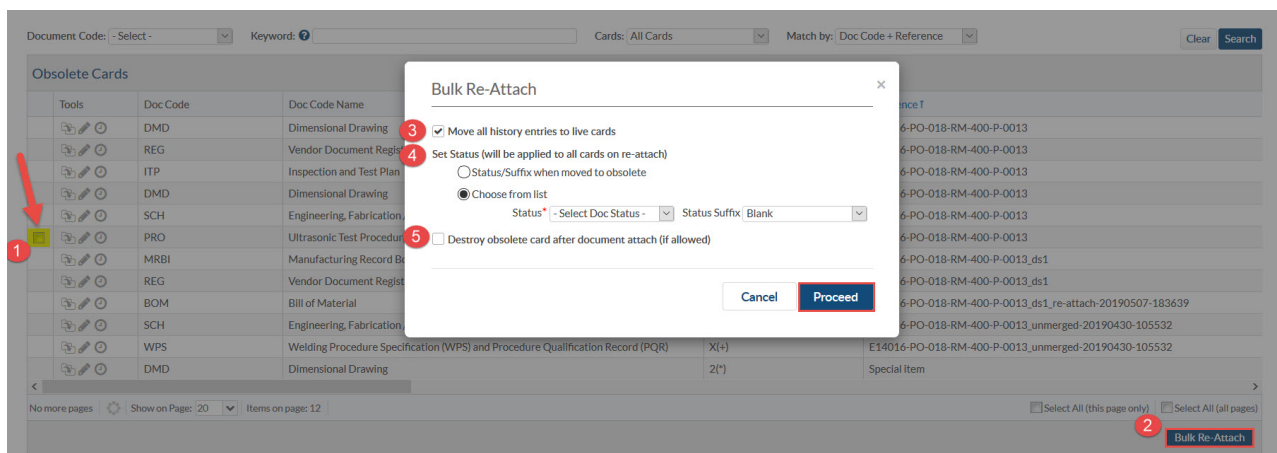 Document Code: - Select - Keyword: Cards: All Cards Match by: Doc Code + Reference Clear Search
Obsolete Cards
Bulk Re-Attach ×
Tools Doc Code Doc Code Name
DMD Dimensional Drawing 6-PO-018-RM-400-P-0013
3 Move all history entries to live cards
REG Vendor Document Regist 6-PO-018-RM-400-P-0013
4 Set Status (will be applied to all cards on re-attach)
ITP Inspection and Test Plan 6-PO-018-RM-400-P-0013
Status/Suffix when moved to obsolete
DMD Dimensional Drawing 6-PO-018-RM-400-P-0013
Choose from list
SCH Engineering, Fabrication 6-PO-018-RM-400-P-0013
Status* - Select Doc Status - Status Suffix Blank
1 PRO Ultrasonic Test Procedur 6-PO-018-RM-400-P-0013
5 Destroy obsolete card after document attach (if allowed)
MRBI Manufacturing Record Bo 6-PO-018-RM-400-P-0013_ds1
REG Vendor Document Regist 6-PO-018-RM-400-P-0013_ds1
Cancel Proceed
BOM Bill of Material 6-PO-018-RM-400-P-0013_ds1_re-attach-20190507-183639
SCH Engineering, Fabrication 6-PO-018-RM-400-P-0013_unmerged-20190430-105532
WPS Welding Procedure Specification (WPS) and Procedure Qualification Record (PQR) X(+) E14016-PO-018-RM-400-P-0013_unmerged-20190430-105532
DMD Dimensional Drawing 2(*) Special item
No more pages Show on Page: 20 Items on page: 12 Select All (this page only) Select All (all pages)
2 Bulk Re-Attach